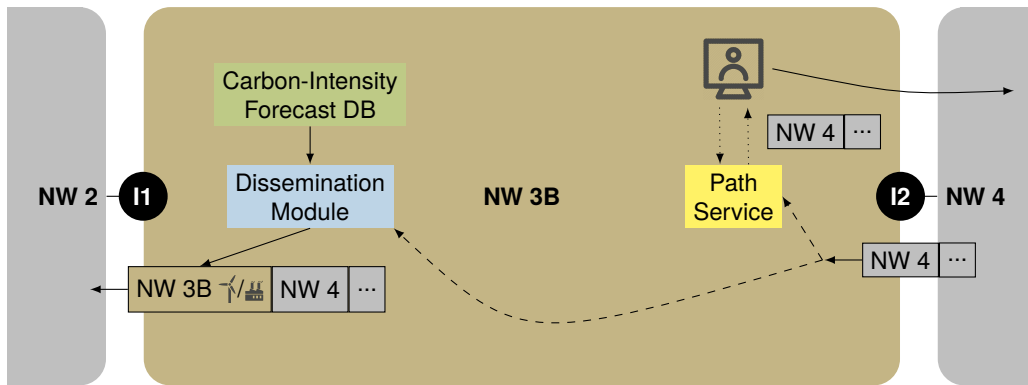 Carbon-Intensity
Forecast DB
NW 4 ...
NW 2
I1
Dissemination
Module
NW 3B
Path
Service
I2
NW 4
NW 4 ...
NW 3B / NW 4 ...